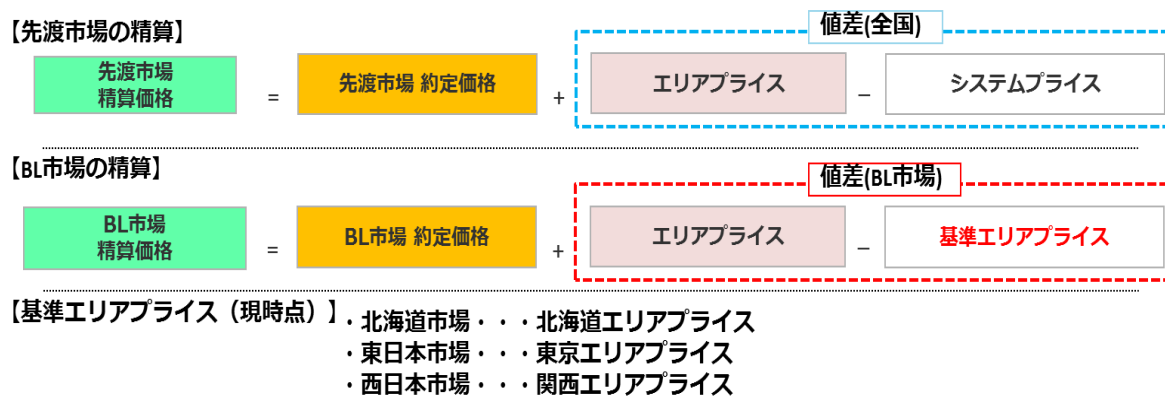 【先渡市場の精算】
値差(全国)
先渡市場
精算価格
=
先渡市場 約定価格
+
エリアプライス
−
システムプライス
【BL市場の精算】
値差(BL市場)
BL市場
精算価格
=
BL市場 約定価格
+
エリアプライス
−
基準エリアプライス
【基準エリアプライス（現時点）】
・北海道市場・・・北海道エリアプライス
・東日本市場・・・東京エリアプライス
・西日本市場・・・関西エリアプライス